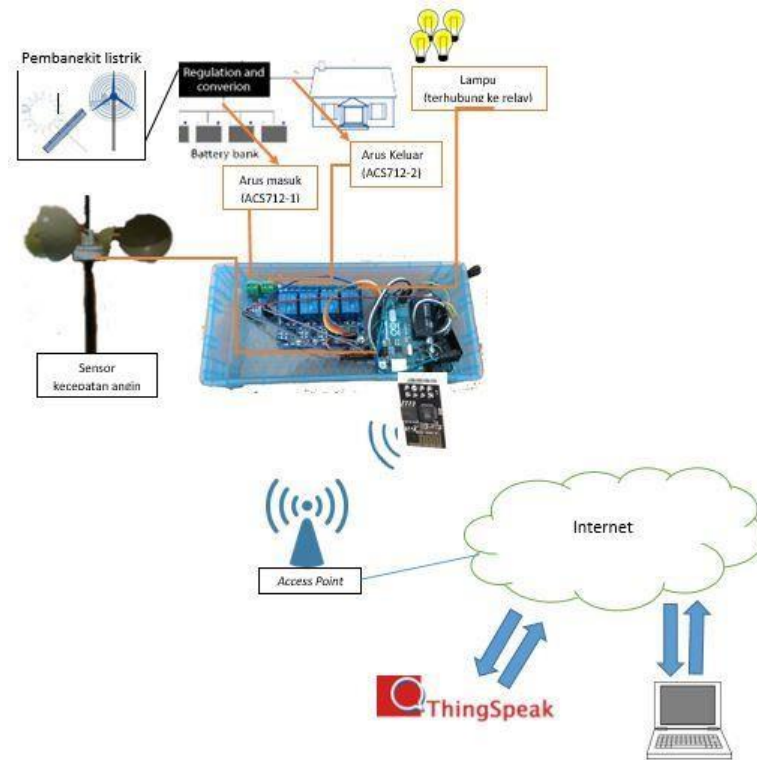 Pembangkit listrik
Regulation and
converion
Battery bank
Lampu
(terhubung ke relay)
Arus masuk
(ACS712-1)
Arus Keluar
(ACS712-2)
Sensor
kecepatan angin
Internet
Access Point
ThingSpeak